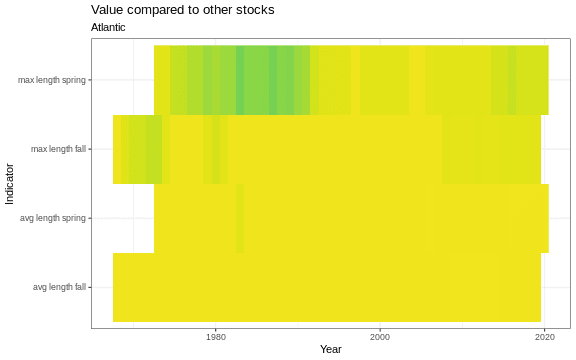 Value compared to other stocks
Atlantic
Indicator
max length spring
max length fall
avg length spring
avg length fall
1980
2000
2020
Year